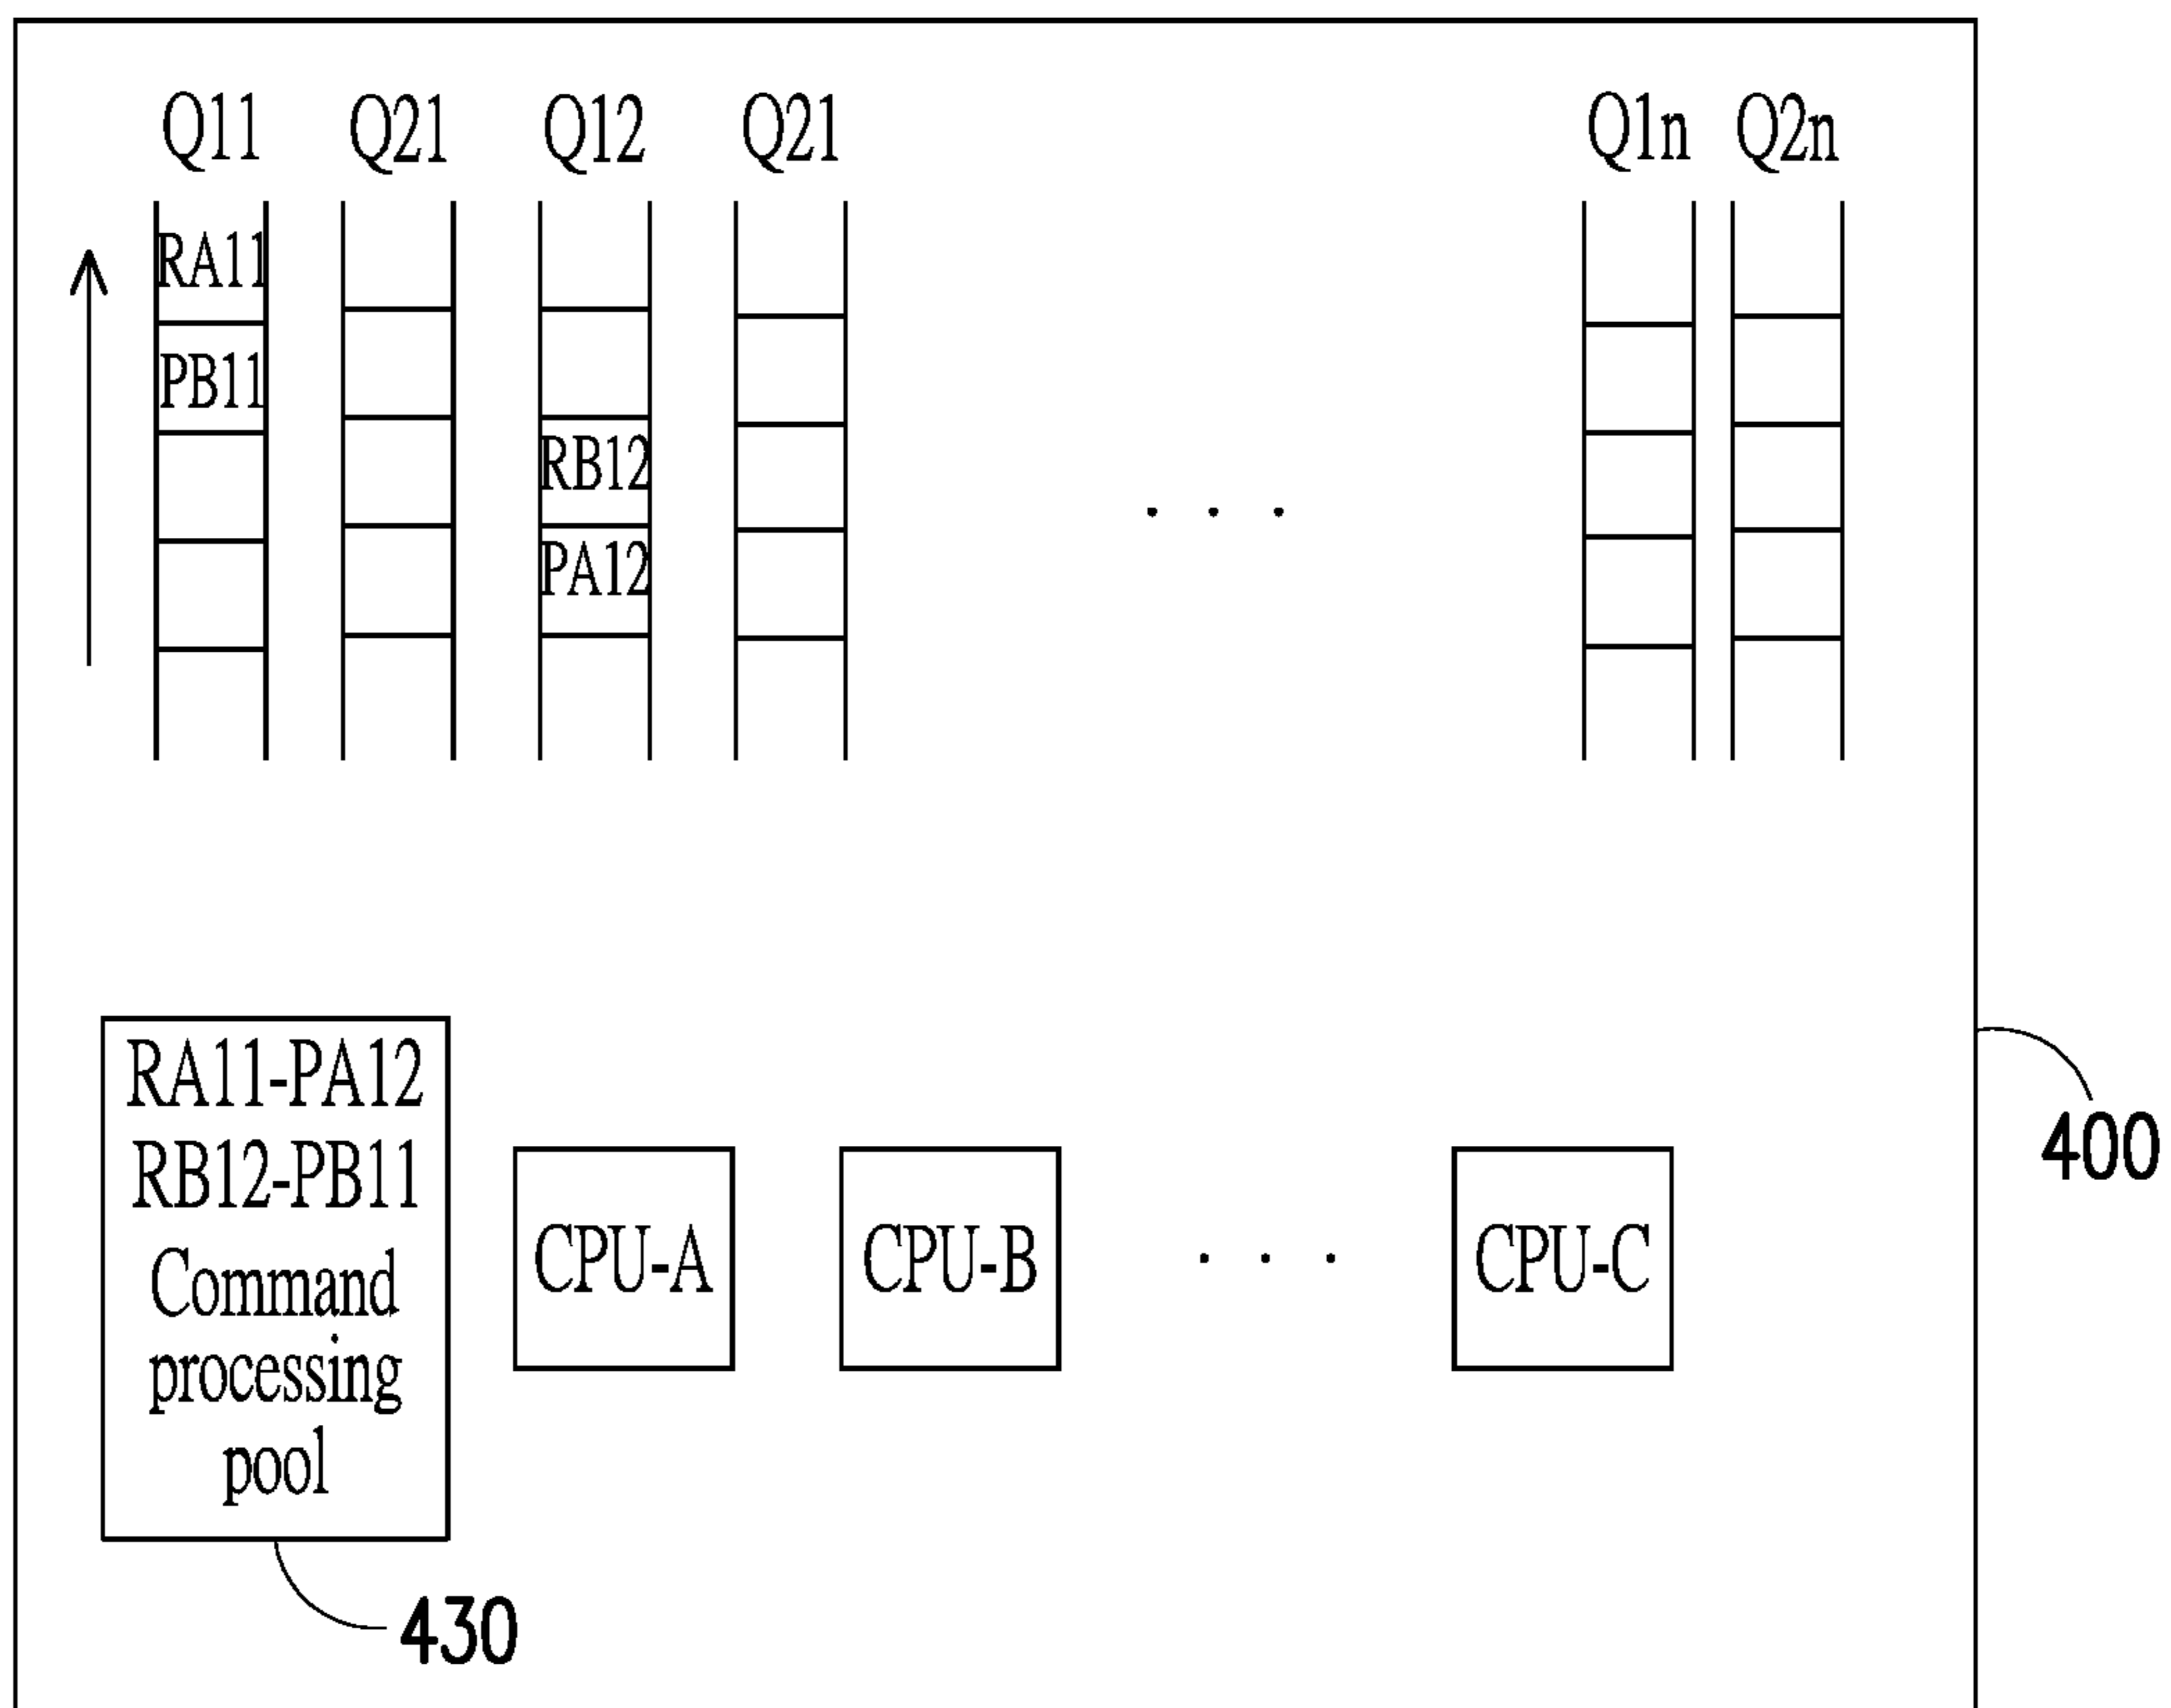 Q11 Q21 Q12 Q21 Q1n Q2n
RA11
PB11
RB12
PA12
. . .
RA11-PA12
RB12-PB11
Command
processing
pool
CPU-A CPU-B . . . CPU-C
400
430